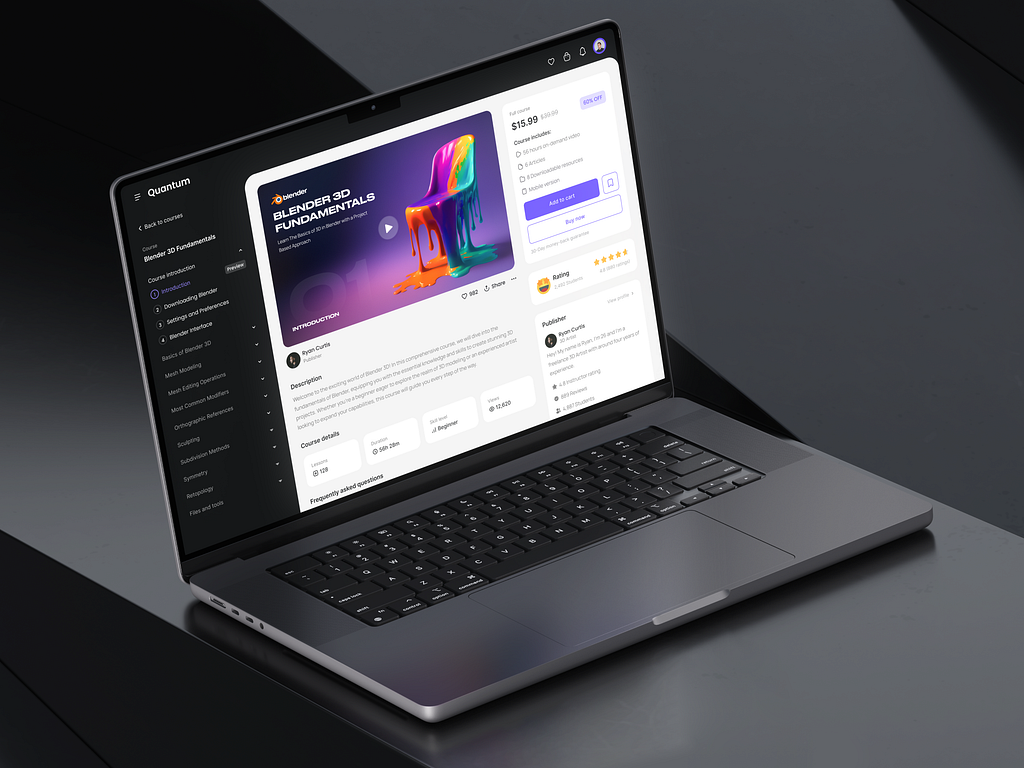 Quantum
Back to courses
Course
Blender 3D Fundamentals
Course Introduction
Preview
1 Introduction
2 Downloading Blender
3 Settings and Preferences
4 Blender Interface
Basics of Blender 3D
Mesh Modeling
Mesh Editing Operations
Most Common Modifiers
Orthographic References
Sculpting
Subdivision Methods
Symmetry
Retopology
Files and tools
blender
BLENDER 3D
FUNDAMENTALS
Learn The Basics of 3D in Blender with a Project
Based Approach
01
INTRODUCTION
982
Share
Ryan Curtis
Publisher
Description
Welcome to the exciting world of Blender 3D! In this comprehensive course, we will dive into the
fundamentals of Blender, equipping you with the essential knowledge and skills to create stunning 3D
projects. Whether you're a beginner eager to explore the realm of 3D modeling or an experienced artist
looking to expand your capabilities, this course will guide you every step of the way.
Course details
Lessons
128
Duration
56h 28m
Skill level
Beginner
Views
12,620
Frequently asked questions
Full course
60% OFF
$15.99 $39.99
Course includes:
56 hours on-demand video
6 Articles
8 Downloadable resources
Mobile version
Add to cart
Buy now
30-Day money-back guarantee
Rating
View profile
Publisher
Ryan Curtis
3D Artist
Hey! My name is Ryan, I'm 26 and I'm a
freelance 3D Artist with around four years of
experience.
4.8 Instructor rating
889 Reviews
4,887 Students
Q W E R T Y U I O P
caps lock A S D F G H J K L
shift Z X C V B N M
control option command command option